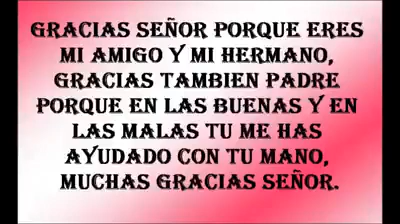 GRACIAS SEÑOR PORQUE ERES
MI AMIGO Y MI HERMANO,
GRACIAS TAMBIEN PADRE
PORQUE EN LAS BUENAS Y EN
LAS MALAS TU ME HAS
AYUDADO CON TU MANO,
MUCHAS GRACIAS SEÑOR.